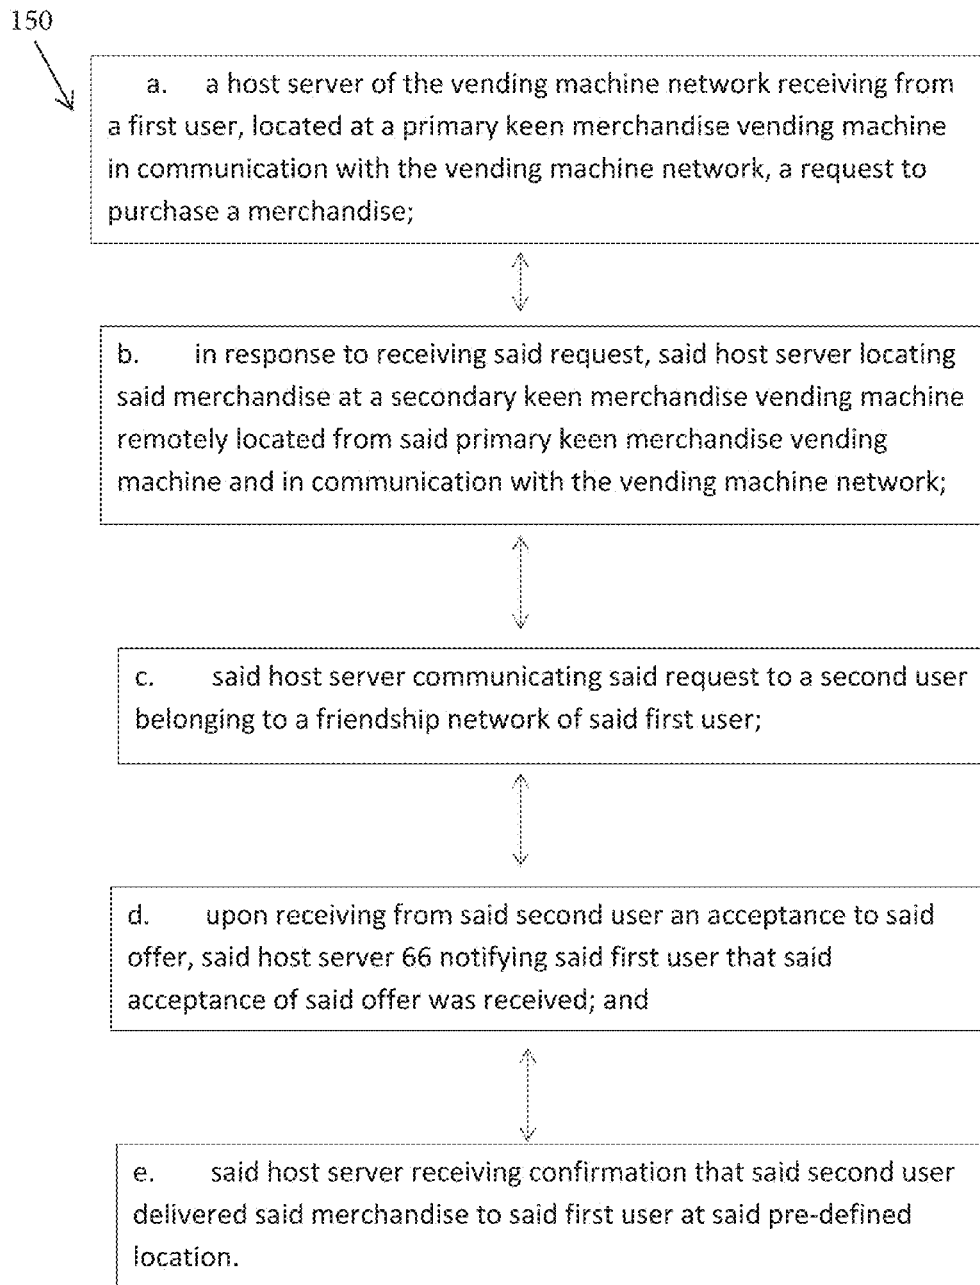 150
a. a host server of the vending machine network receiving from
a first user, located at a primary keen merchandise vending machine
in communication with the vending machine network, a request to
purchase a merchandise;
b. in response to receiving said request, said host server locating
said merchandise at a secondary keen merchandise vending machine
remotely located from said primary keen merchandise vending
machine and in communication with the vending machine network;
c. said host server communicating said request to a second user
belonging to a friendship network of said first user;
d. upon receiving from said second user an acceptance to said
offer, said host server 66 notifying said first user that said
acceptance of said offer was received; and
e. said host server receiving confirmation that said second user
delivered said merchandise to said first user at said pre-defined
location.